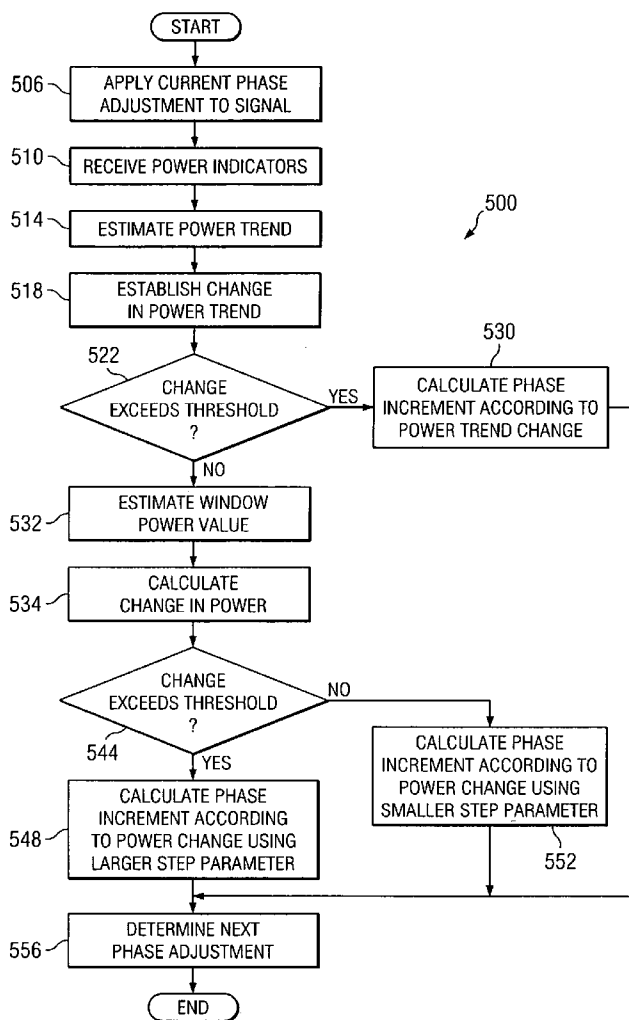 START
506
APPLY CURRENT PHASE
ADJUSTMENT TO SIGNAL
510
RECEIVE POWER INDICATORS
500
514
ESTIMATE POWER TREND
518
ESTABLISH CHANGE
IN POWER TREND
522
CHANGE
EXCEEDS THRESHOLD
?
YES
530
CALCULATE PHASE
INCREMENT ACCORDING TO
POWER TREND CHANGE
NO
532
ESTIMATE WINDOW
POWER VALUE
534
CALCULATE
CHANGE IN POWER
CHANGE
EXCEEDS THRESHOLD
?
544
NO
YES
CALCULATE PHASE
INCREMENT ACCORDING TO
POWER CHANGE USING
SMALLER STEP PARAMETER
552
548
CALCULATE PHASE
INCREMENT ACCORDING
TO POWER CHANGE USING
LARGER STEP PARAMETER
556
DETERMINE NEXT
PHASE ADJUSTMENT
END